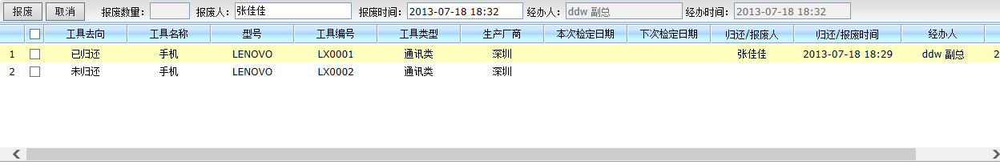 报废 取消 报废数量： 报废人： 张佳佳 报废时间： 2013-07-18 18:32 经办人： ddw 副总 经办时间： 2013-07-18 18:32
工具去向 工具名称 型号 工具编号 工具类型 生产厂商 本次检定日期 下次检定日期 归还/报废人 归还/报废时间 经办人
1 已归还 手机 LENOVO LX0001 通讯类 深圳 张佳佳 2013-07-18 18:29 ddw 副总 2
2 未归还 手机 LENOVO LX0002 通讯类 深圳